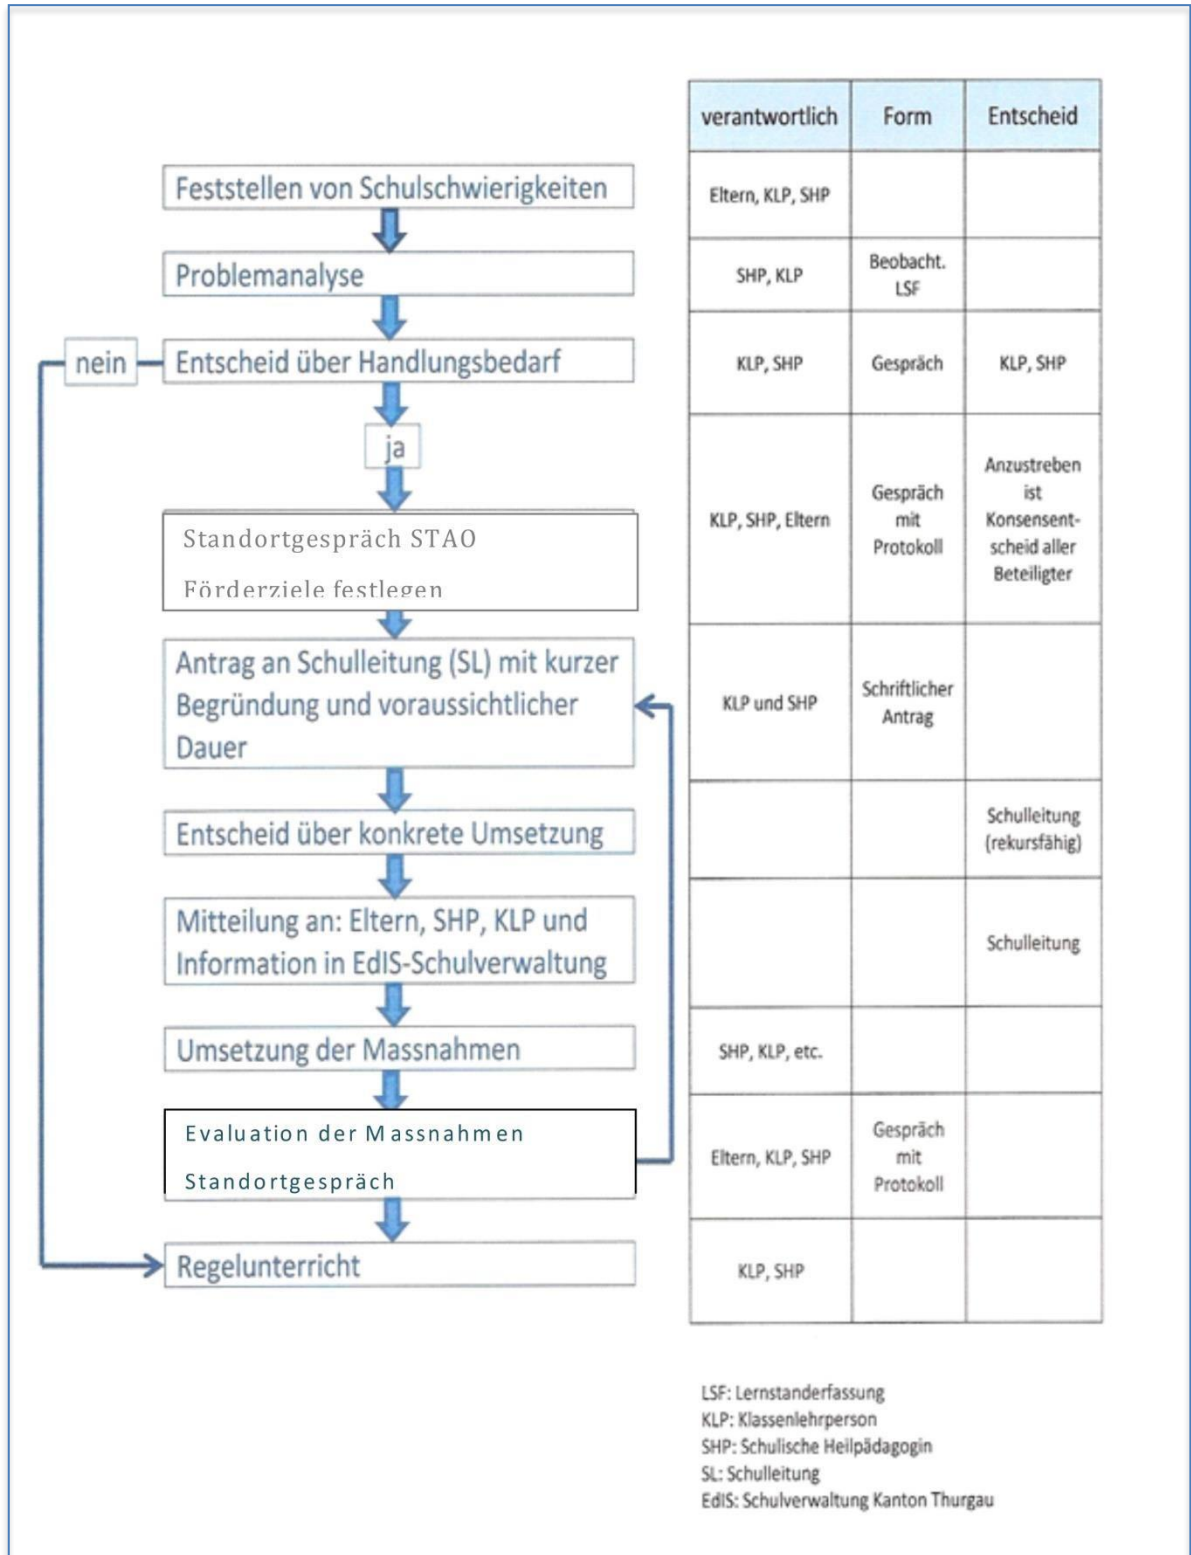 verantwortlich
Form
Entscheid
Feststellen von Schulschwierigkeiten
Eltern, KLP, SHP
Problemanalyse
SHP, KLP
Beobacht.
LSF
nein
Entscheid über Handlungsbedarf
KLP, SHP
Gespräch
KLP, SHP
ja
Standortgespräch STAO
Förderziele festlegen
KLP, SHP, Eltern
Gespräch
mit
Protokoll
Anzustreben
ist
Konsensent-
scheid aller
Beteiligter
Antrag an Schulleitung (SL) mit kurzer
Begründung und voraussichtlicher
Dauer
KLP und SHP
Schriftlicher
Antrag
Entscheid über konkrete Umsetzung
Schulleitung
(rekursfähig)
Mitteilung an: Eltern, SHP, KLP und
Information in EdIS-Schulverwaltung
Schulleitung
Umsetzung der Massnahmen
SHP, KLP, etc.
Evaluation der Massnahmen
Standortgespräch
Eltern, KLP, SHP
Gespräch
mit
Protokoll
Regelunterricht
KLP, SHP
LSF: Lernstanderfassung
KLP: Klassenlehrperson
SHP: Schulische Heilpädagogin
SL: Schulleitung
EdIS: Schulverwaltung Kanton Thurgau